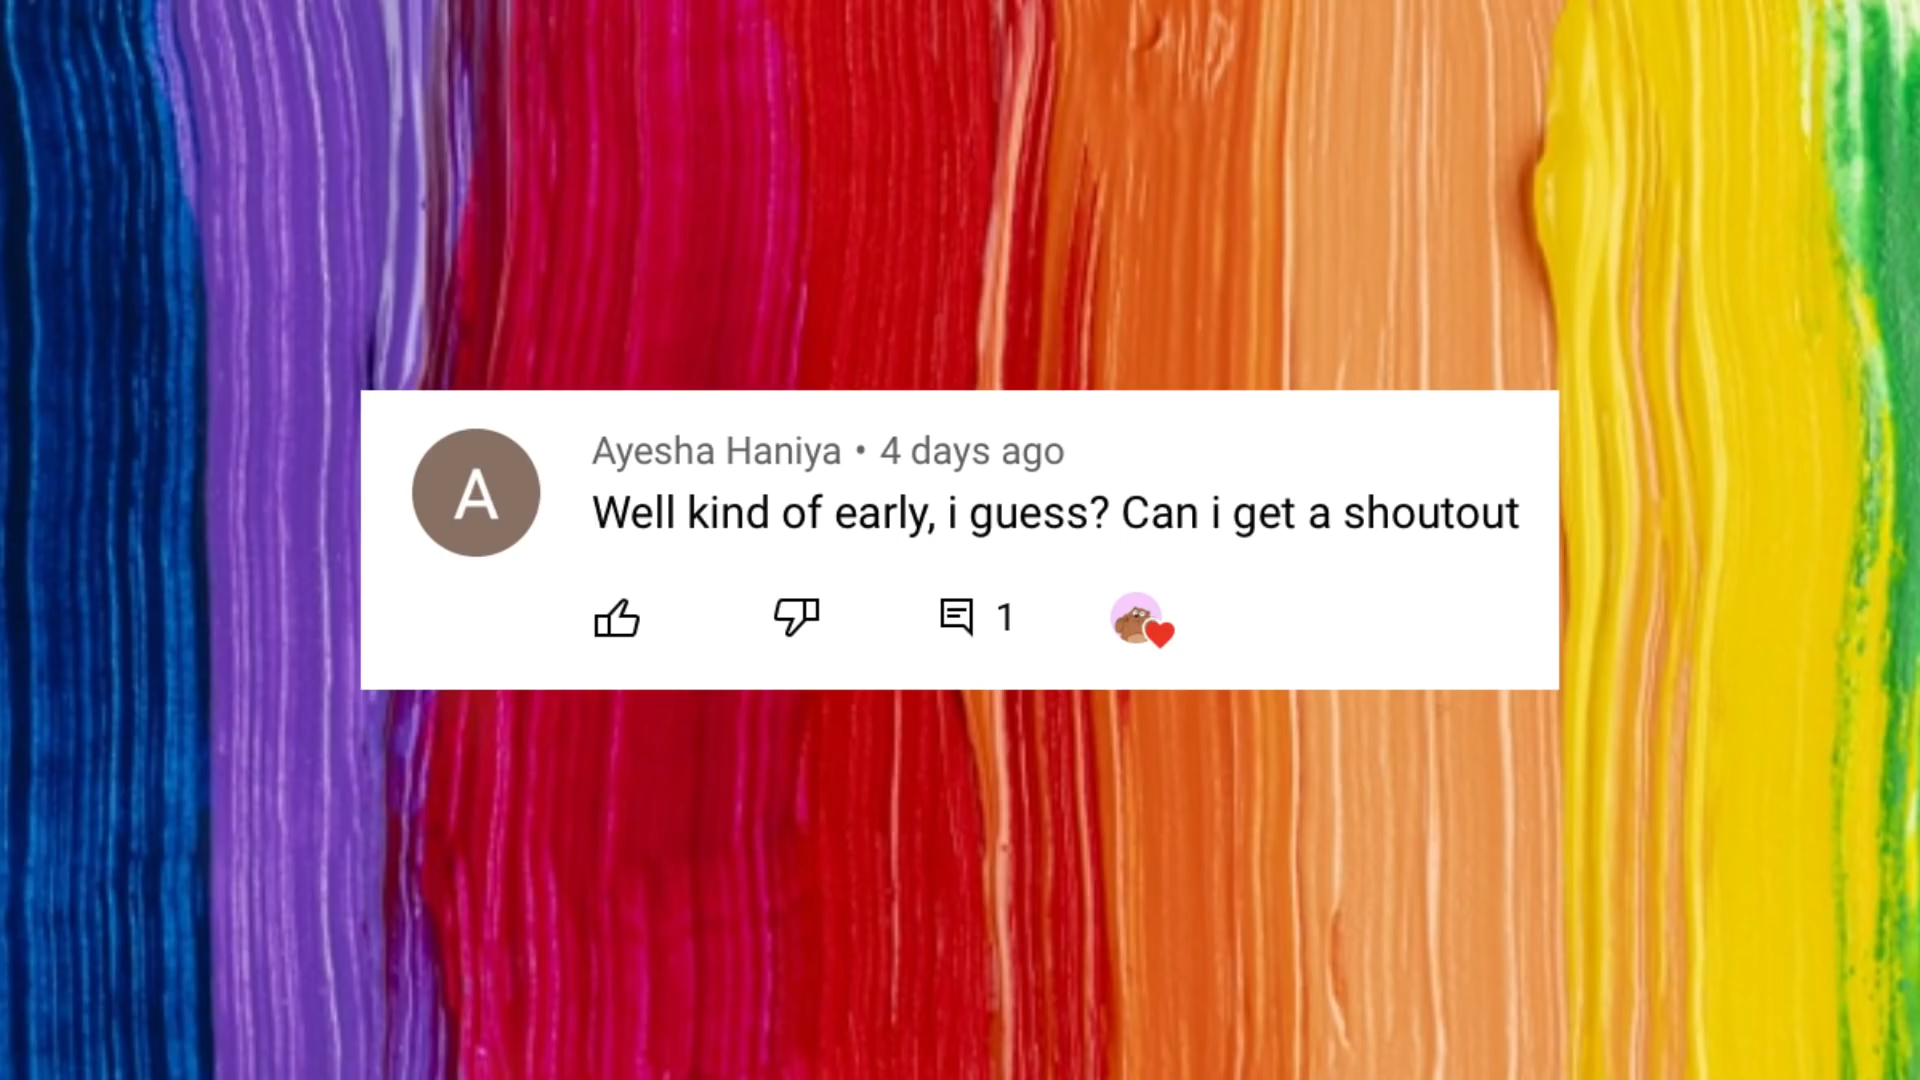 A
Ayesha Haniya • 4 days ago
Well kind of early, i guess? Can i get a shoutout
1